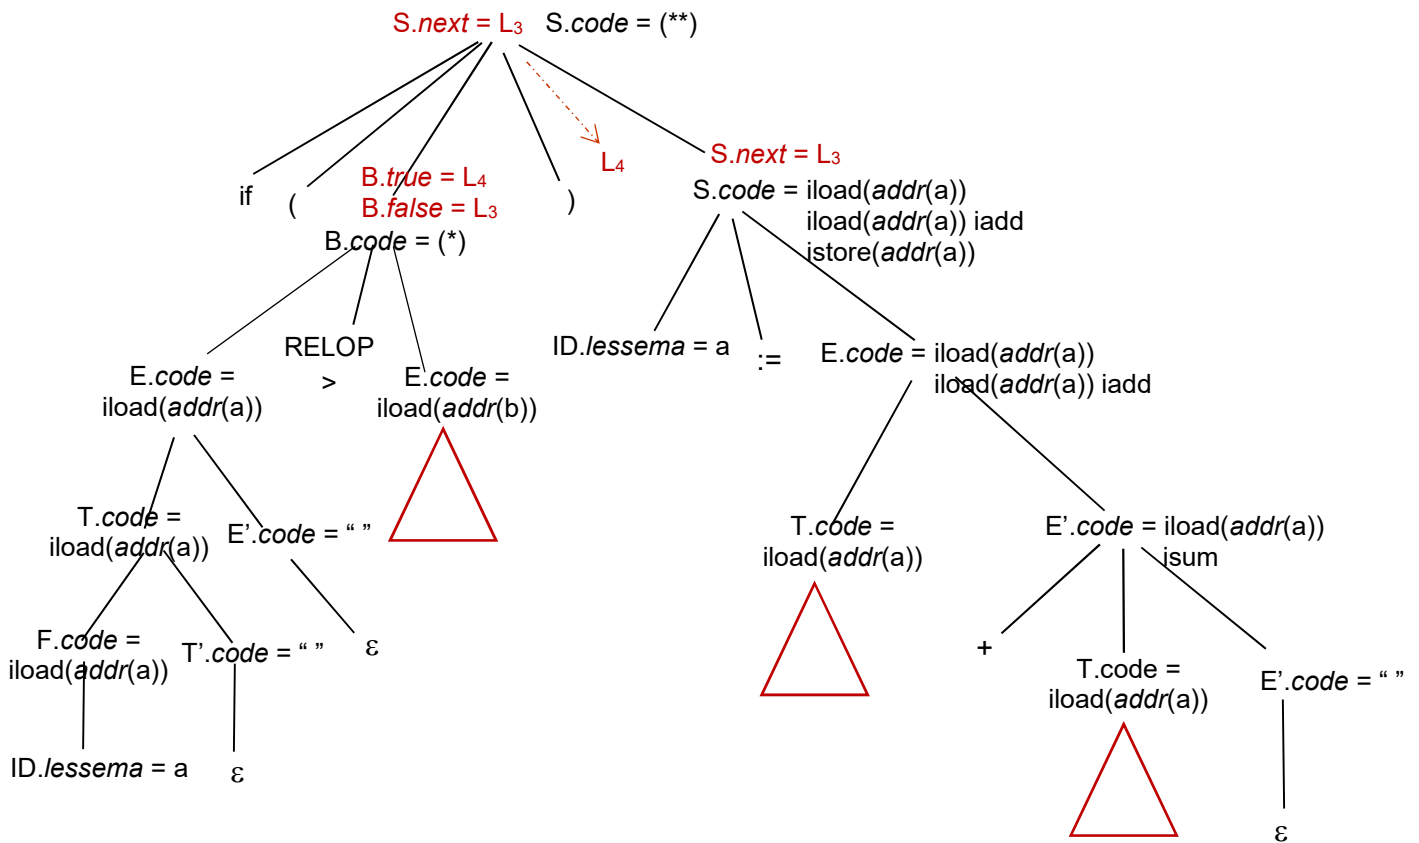 S.next = L3 S.code = (**)
if
(
B.true = L4
B.false = L3
B.code = (*)
)
L4
S.next = L3
S.code = iload(addr(a))
iload(addr(a)) iadd
istore(addr(a))
E.code =
iload(addr(a))
RELOP
>
E.code =
iload(addr(b))
ID.lessema = a
:=
E.code = iload(addr(a))
iload(addr(a)) iadd
T.code =
iload(addr(a))
E’.code = “ ”
T.code =
iload(addr(a))
E’.code = iload(addr(a))
isum
F.code =
iload(addr(a))
T’.code = “ ”
ε
+
T.code =
iload(addr(a))
E’.code = “ ”
ID.lessema = a
ε
ε